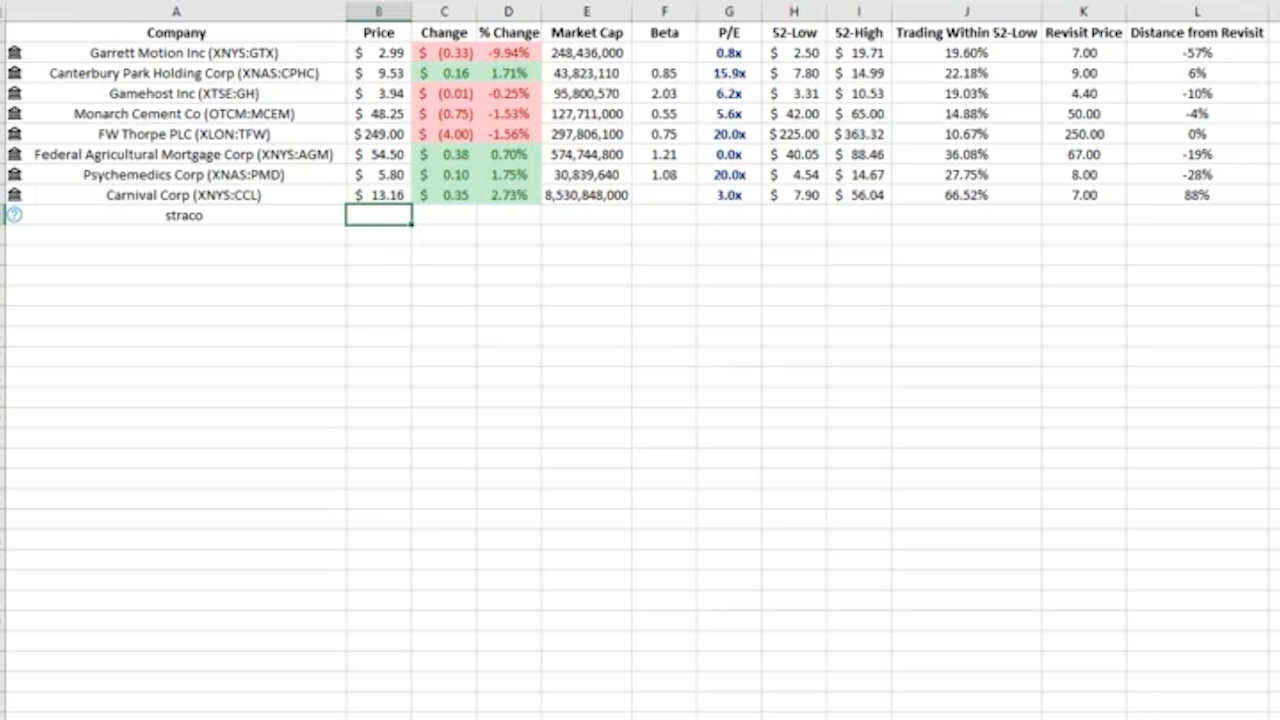 A B C D E F G H I J K L
Company Price Change % Change Market Cap Beta P/E 52-Low 52-High Trading Within 52-Low Revisit Price Distance from Revisit
Garrett Motion Inc (XNYS:GTX) $ 2.99 $ (0.33) -9.94% 248,436,000 0.8x $ 2.50 $ 19.71 19.60% 7.00 -57%
Canterbury Park Holding Corp (XNAS:CPHC) $ 9.53 $ 0.16 1.71% 43,823,110 0.85 15.9x $ 7.80 $ 14.99 22.18% 9.00 6%
Gamehost Inc (XTSE:GH) $ 3.94 $ (0.01) -0.25% 95,800,570 2.03 6.2x $ 3.31 $ 10.53 19.03% 4.40 -10%
Monarch Cement Co (OTCM:MCEM) $ 48.25 $ (0.75) -1.53% 127,711,000 0.55 5.6x $ 42.00 $ 65.00 14.88% 50.00 -4%
FW Thorpe PLC (XLON:TFW) $ 249.00 $ (4.00) -1.56% 297,806,100 0.75 20.0x $ 225.00 $ 363.32 10.67% 250.00 0%
Federal Agricultural Mortgage Corp (XNYS:AGM) $ 54.50 $ 0.38 0.70% 574,744,800 1.21 0.0x $ 40.05 $ 88.46 36.08% 67.00 -19%
Psychemedics Corp (XNAS:PMD) $ 5.80 $ 0.10 1.75% 30,839,640 1.08 20.0x $ 4.54 $ 14.67 27.75% 8.00 -28%
Carnival Corp (XNYS:CCL) $ 13.16 $ 0.35 2.73% 8,530,848,000 3.0x $ 7.90 $ 56.04 66.52% 7.00 88%
straco